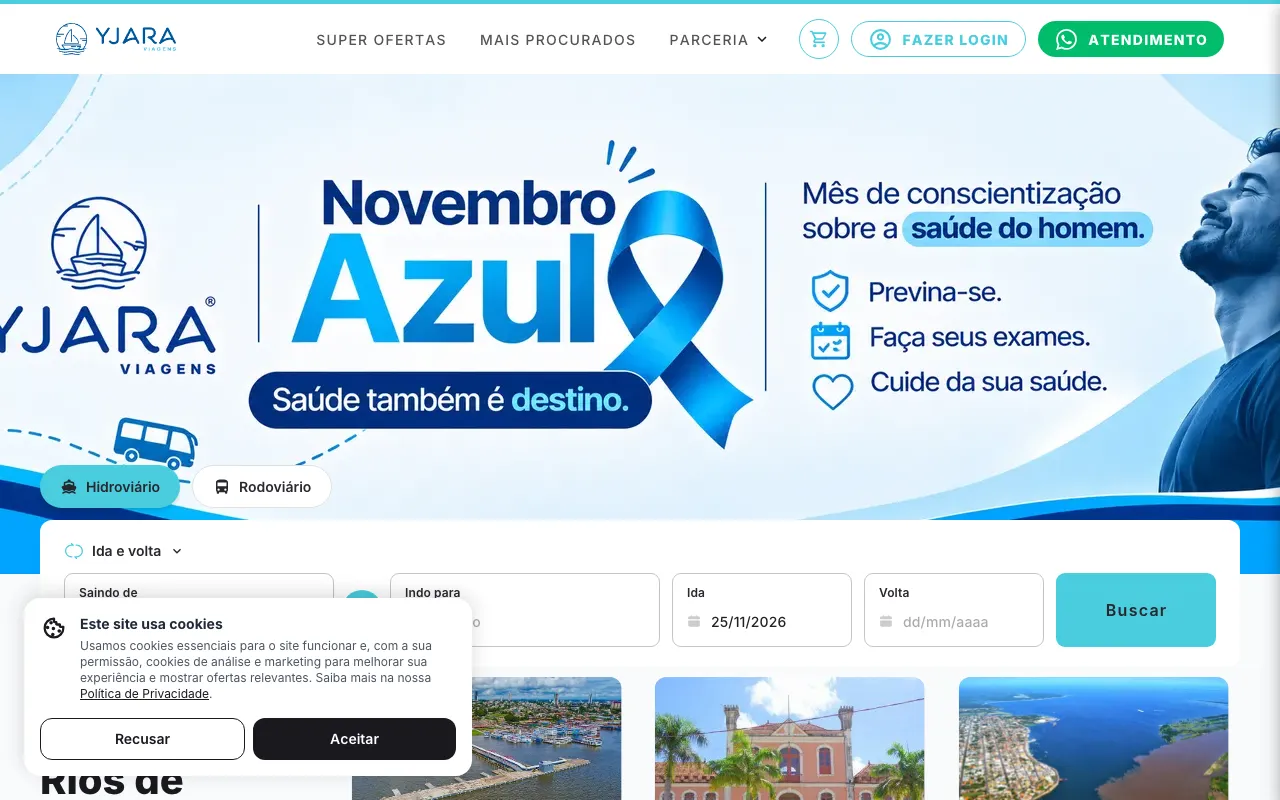 YJARA
VIAGENS
SUPER OFERTAS
MAIS PROCURADOS
PARCERIA
FAZER LOGIN
ATENDIMENTO
YJARA®
VIAGENS
Novembro
Azul
Saúde também é destino.
Mês de conscientização
sobre a saúde do homem.
Previna-se.
Faça seus exames.
Cuide da sua saúde.
Hidroviário
Rodoviário
Ida e volta
Saindo de
Indo para
Ida
25/11/2026
Volta
dd/mm/aaaa
Buscar
Este site usa cookies
Usamos cookies essenciais para o site funcionar e, com a sua
permissão, cookies de análise e marketing para melhorar sua
experiência e mostrar ofertas relevantes. Saiba mais na nossa
Política de Privacidade.
Recusar
Aceitar
Rios de